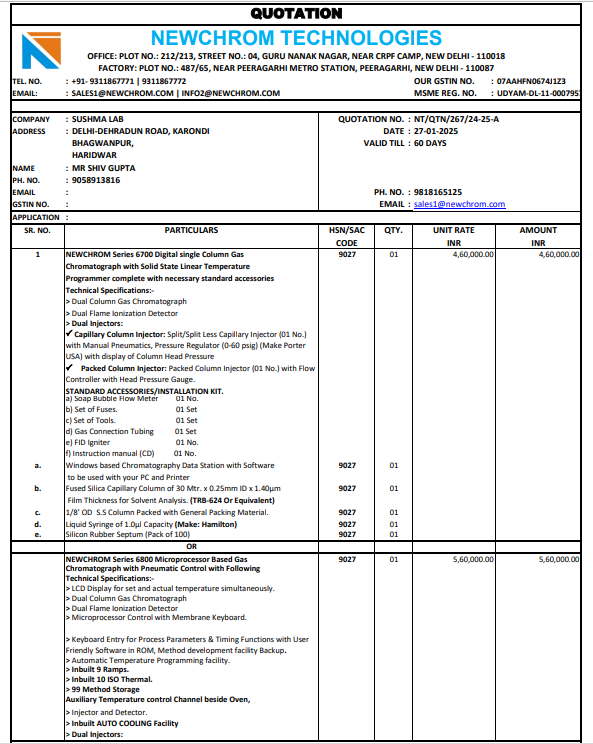 QUOTATION
NEWCHROM TECHNOLOGIES
OFFICE: PLOT NO.: 212/213, STREET NO.: 04, GURU NANAK NAGAR, NEAR CRPF CAMP, NEW DELHI - 110018
FACTORY: PLOT NO.: 487/65, NEAR PEERAGARHI METRO STATION, PEERAGARHI, NEW DELHI - 110087
TEL. NO. : +91- 9311867771 | 9311867772 OUR GSTIN NO. : 07AAHFN0674J1Z3
EMAIL: : SALES1@NEWCHROM.COM | INFO2@NEWCHROM.COM MSME REG. NO. : UDYAM-DL-11-000795
COMPANY : SUSHMA LAB QUOTATION NO. : NT/QTN/267/24-25-A
ADDRESS : DELHI-DEHRADUN ROAD, KARONDI DATE : 27-01-2025
BHAGWANPUR, VALID TILL : 60 DAYS
HARIDWAR
NAME : MR SHIV GUPTA
PH. NO. : 9058913816
EMAIL : PH. NO. : 9818165125
GSTIN NO. : EMAIL : sales1@newchrom.com
APPLICATION :
SR. NO. PARTICULARS HSN/SAC CODE QTY. UNIT RATE INR AMOUNT INR
1 NEWCHROM Series 6700 Digital single Column Gas 9027 01 4,60,000.00 4,60,000.00
Chromatograph with Solid State Linear Temperature
Programmer complete with necessary standard accessories
Technical Specifications:-
> Dual Column Gas Chromatograph
> Dual Flame Ionization Detector
> Dual Injectors:
✓ Capillary Column Injector: Split/Split Less Capillary Injector (01 No.)
with Manual Pneumatics, Pressure Regulator (0-60 psig) (Make Porter
USA) with display of Column Head Pressure
✓ Packed Column Injector: Packed Column Injector (01 No.) with Flow
Controller with Head Pressure Gauge.
STANDARD ACCESSORIES/INSTALLATION KIT.
a) Soap Bubble Flow Meter 01 No.
b) Set of Fuses. 01 Set
c) Set of Tools. 01 Set
d) Gas Connection Tubing 01 Set
e) FID Igniter 01 No.
f) Instruction manual (CD) 01 No.
a. Windows based Chromatography Data Station with Software 9027 01
to be used with your PC and Printer
b. Fused Silica Capillary Column of 30 Mtr. x 0.25mm ID x 1.40µm 9027 01
Film Thickness for Solvent Analysis. (TRB-624 Or Equivalent)
c. 1/8' OD S.S Column Packed with General Packing Material. 9027 01
d. Liquid Syringe of 1.0µl Capacity (Make: Hamilton) 9027 01
e. Silicon Rubber Septum (Pack of 100) 9027 01
OR
NEWCHROM Series 6800 Microprocessor Based Gas 9027 01 5,60,000.00 5,60,000.00
Chromatograph with Pneumatic Control with Following
Technical Specifications:-
> LCD Display for set and actual temperature simultaneously.
> Dual Column Gas Chromatograph
> Dual Flame Ionization Detector
> Microprocessor Control with Membrane Keyboard.
> Keyboard Entry for Process Parameters & Timing Functions with User
Friendly Software in ROM, Method development facility Backup.
> Automatic Temperature Programming facility.
> Inbuilt 9 Ramps.
> Inbuilt 10 ISO Thermal.
> 99 Method Storage
Auxiliary Temperature control Channel beside Oven,
> Injector and Detector.
> Inbuilt AUTO COOLING Facility
> Dual Injectors: